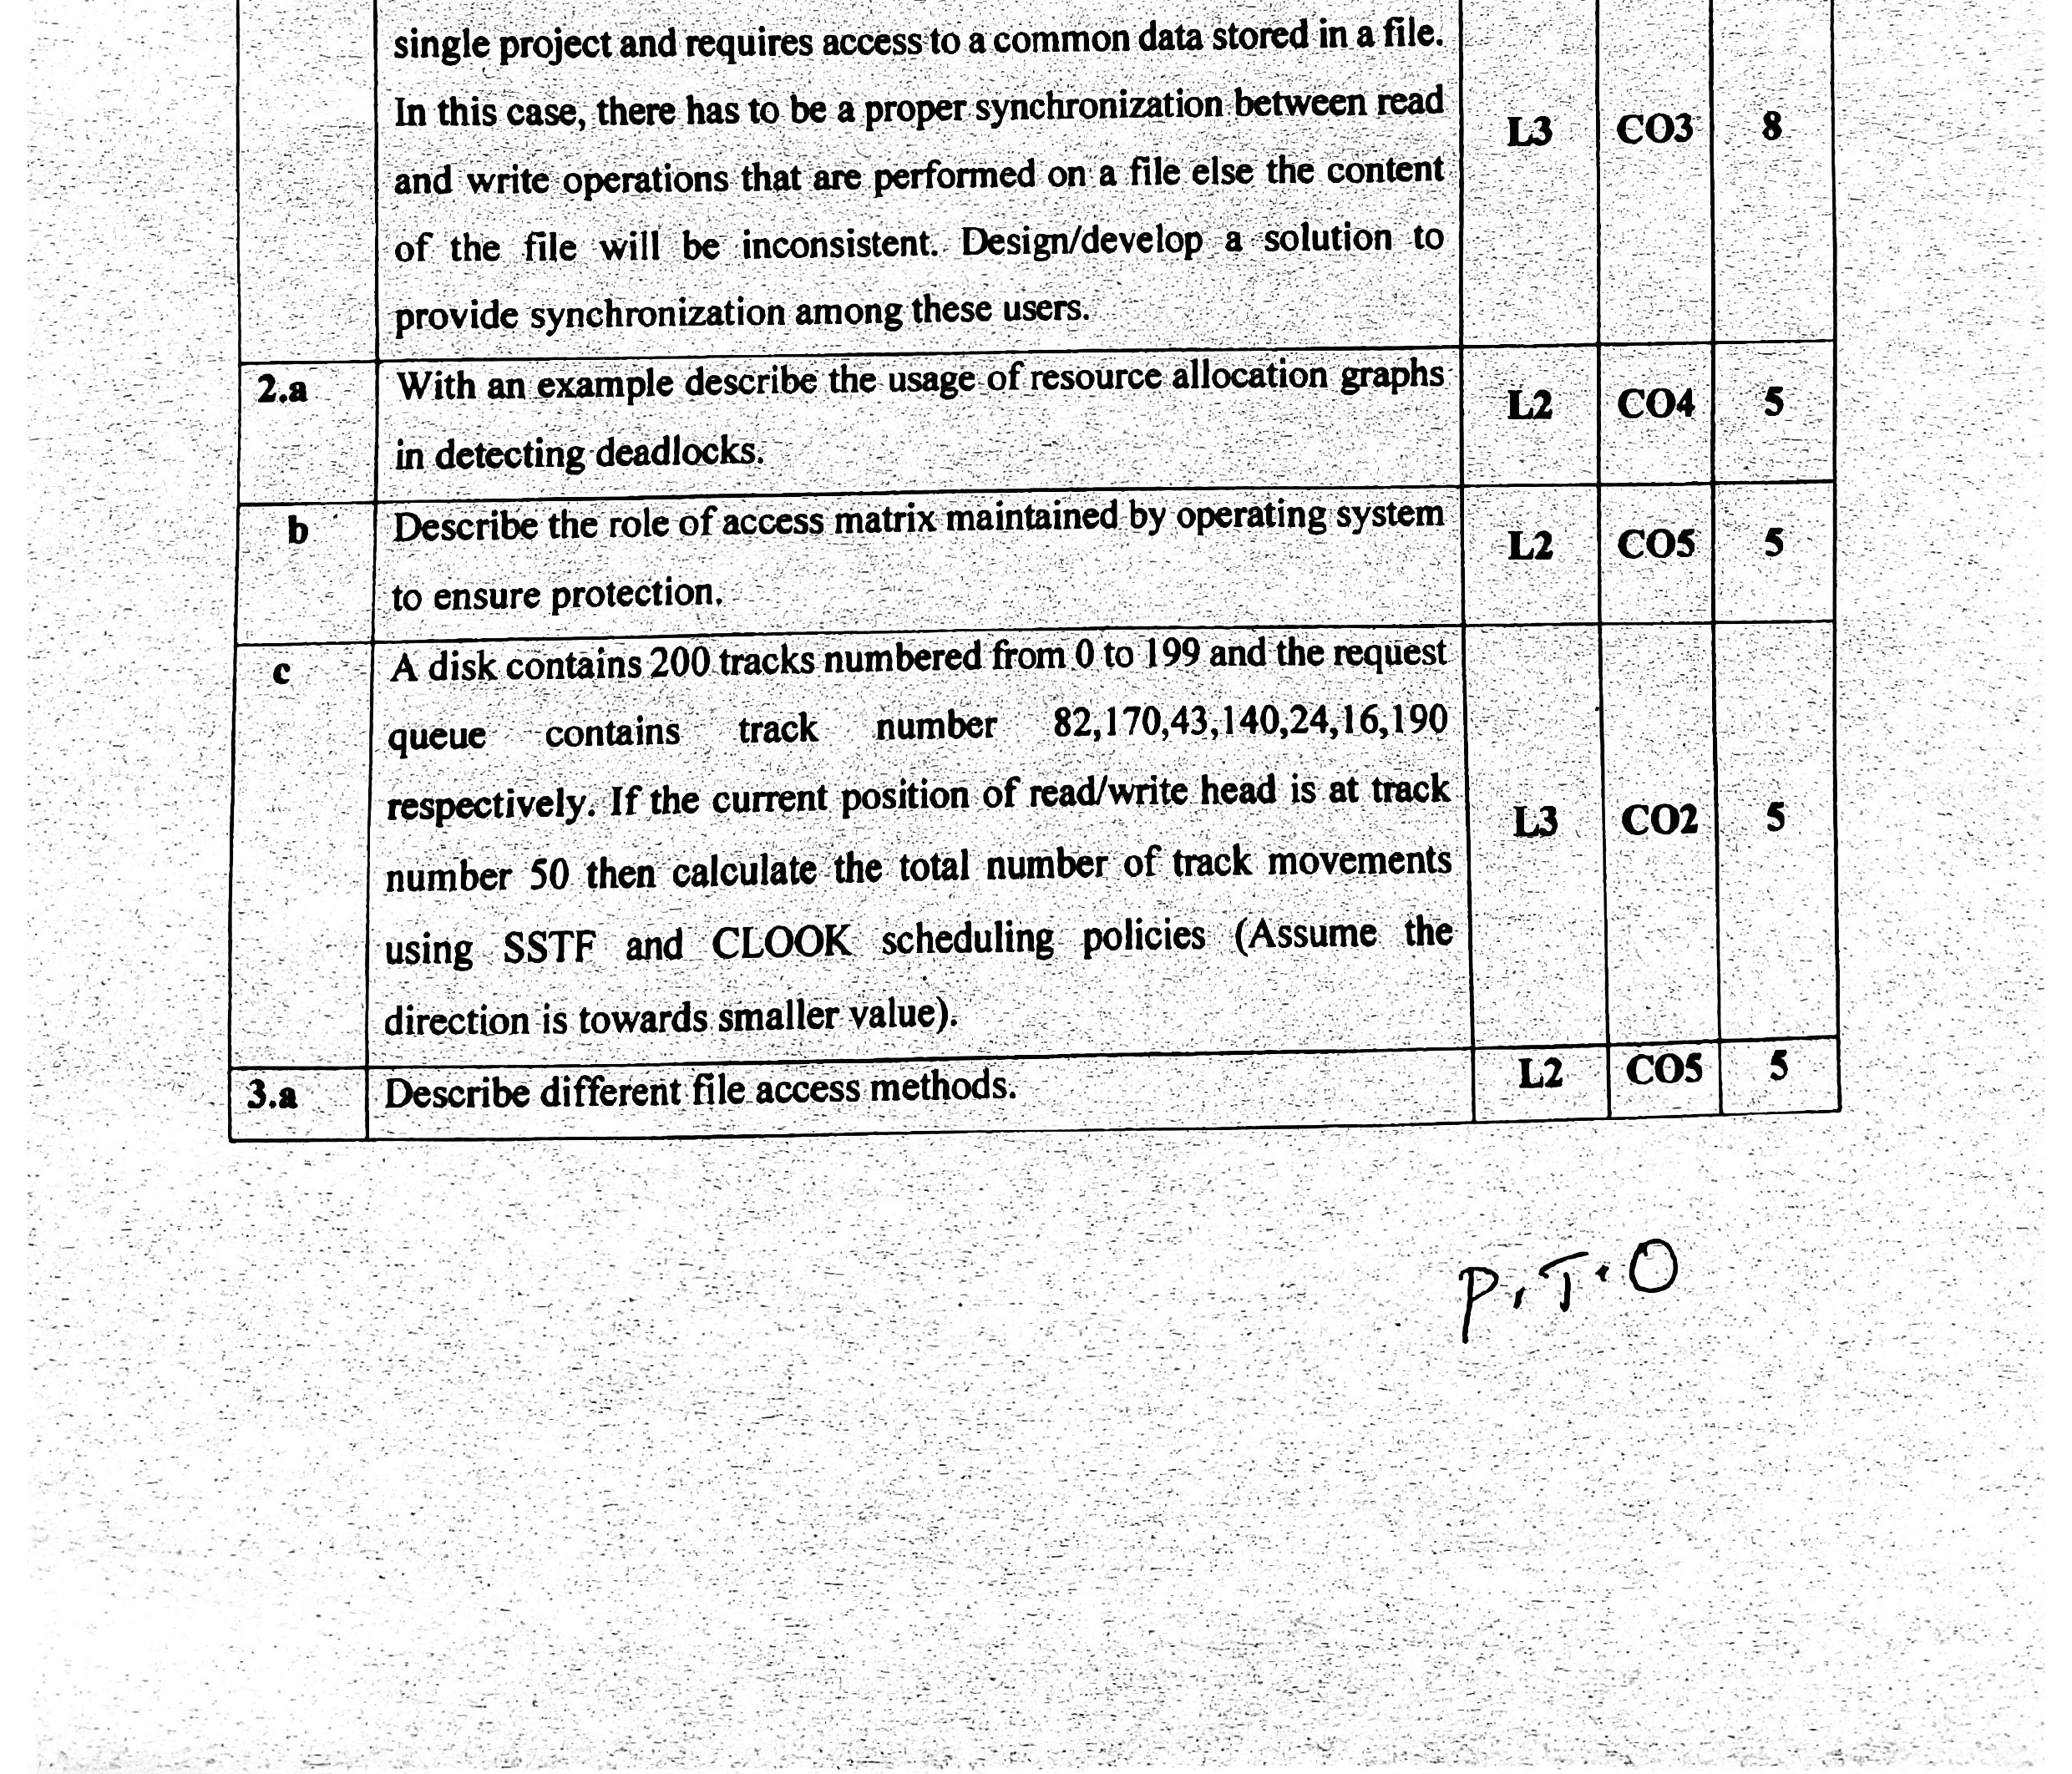 single project and requires access to a common data stored in a file.
In this case, there has to be a proper synchronization between read
and write operations that are performed on a file else the content
of the file will be inconsistent. Design/develop a solution to
provide synchronization among these users.
L3 CO3 8
2.a With an example describe the usage of resource allocation graphs
in detecting deadlocks.
L2 CO4 5
b Describe the role of access matrix maintained by operating system
to ensure protection.
L2 CO5 5
c A disk contains 200 tracks numbered from 0 to 199 and the request
queue contains track number 82,170,43,140,24,16,190
respectively. If the current position of read/write head is at track
number 50 then calculate the total number of track movements
using SSTF and CLOOK scheduling policies (Assume the
direction is towards smaller value).
L3 CO2 5
3.a Describe different file access methods. L2 CO5 5
P.T.O